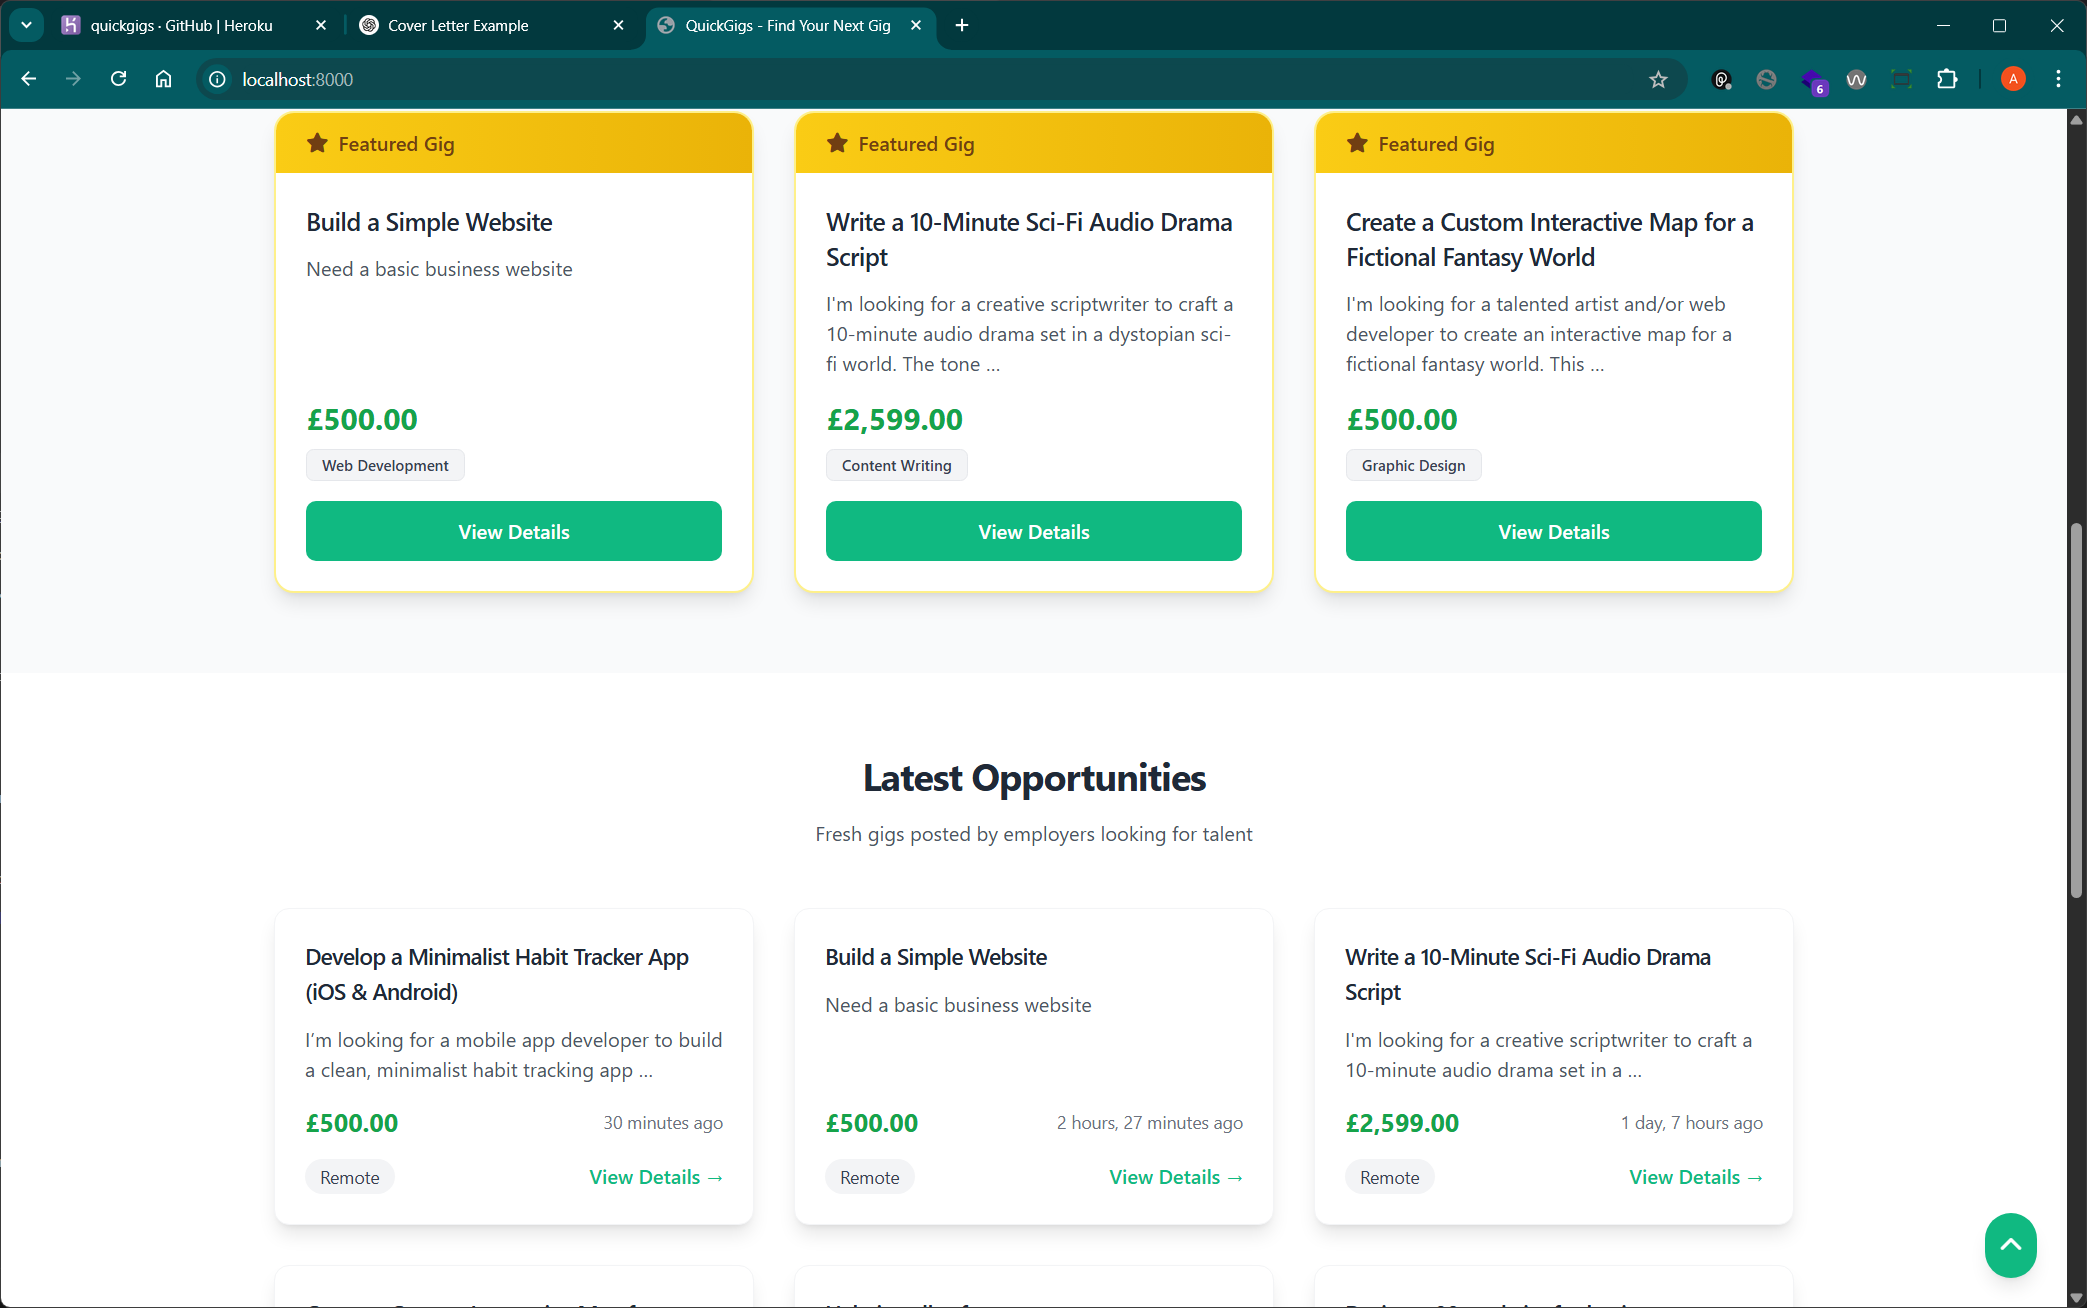 quickgigs · GitHub | Heroku
Cover Letter Example
QuickGigs - Find Your Next Gig
localhost:8000
6
A
Featured Gig
Build a Simple Website
Need a basic business website
£500.00
Web Development
View Details
Featured Gig
Write a 10-Minute Sci-Fi Audio Drama
Script
I'm looking for a creative scriptwriter to craft a
10-minute audio drama set in a dystopian sci-
fi world. The tone ...
£2,599.00
Content Writing
View Details
Featured Gig
Create a Custom Interactive Map for a
Fictional Fantasy World
I'm looking for a talented artist and/or web
developer to create an interactive map for a
fictional fantasy world. This ...
£500.00
Graphic Design
View Details
Latest Opportunities
Fresh gigs posted by employers looking for talent
Develop a Minimalist Habit Tracker App
(iOS & Android)
I’m looking for a mobile app developer to build
a clean, minimalist habit tracking app ...
£500.00
30 minutes ago
Remote
View Details →
Build a Simple Website
Need a basic business website
£500.00
2 hours, 27 minutes ago
Remote
View Details →
Write a 10-Minute Sci-Fi Audio Drama
Script
I'm looking for a creative scriptwriter to craft a
10-minute audio drama set in a ...
£2,599.00
1 day, 7 hours ago
Remote
View Details →